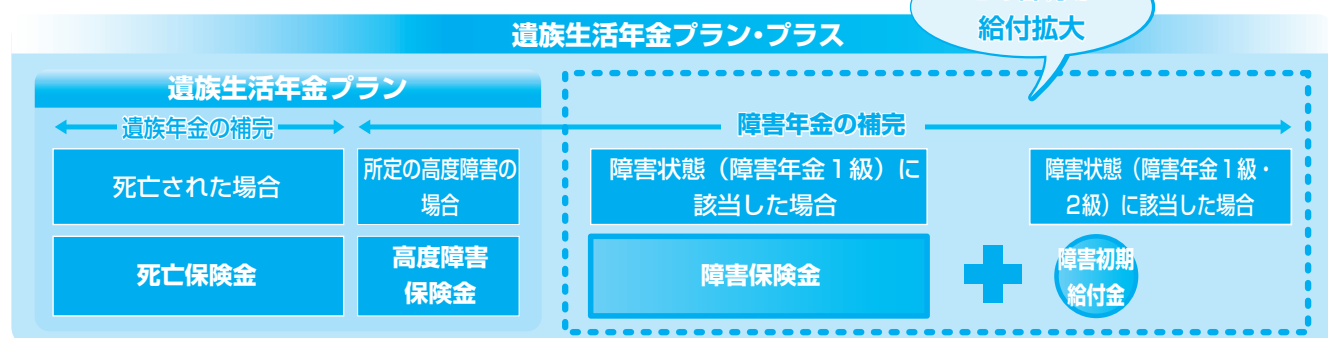 遺族生活年金プラン・プラス
給付拡大
遺族生活年金プラン
遺族年金の補完
障害年金の補完
死亡された場合
所定の高度障害の
場合
障害状態（障害年金1級）に
該当した場合
障害状態（障害年金1級・
2級）に該当した場合
死亡保険金
高度障害
保険金
障害保険金
障害初期
給付金